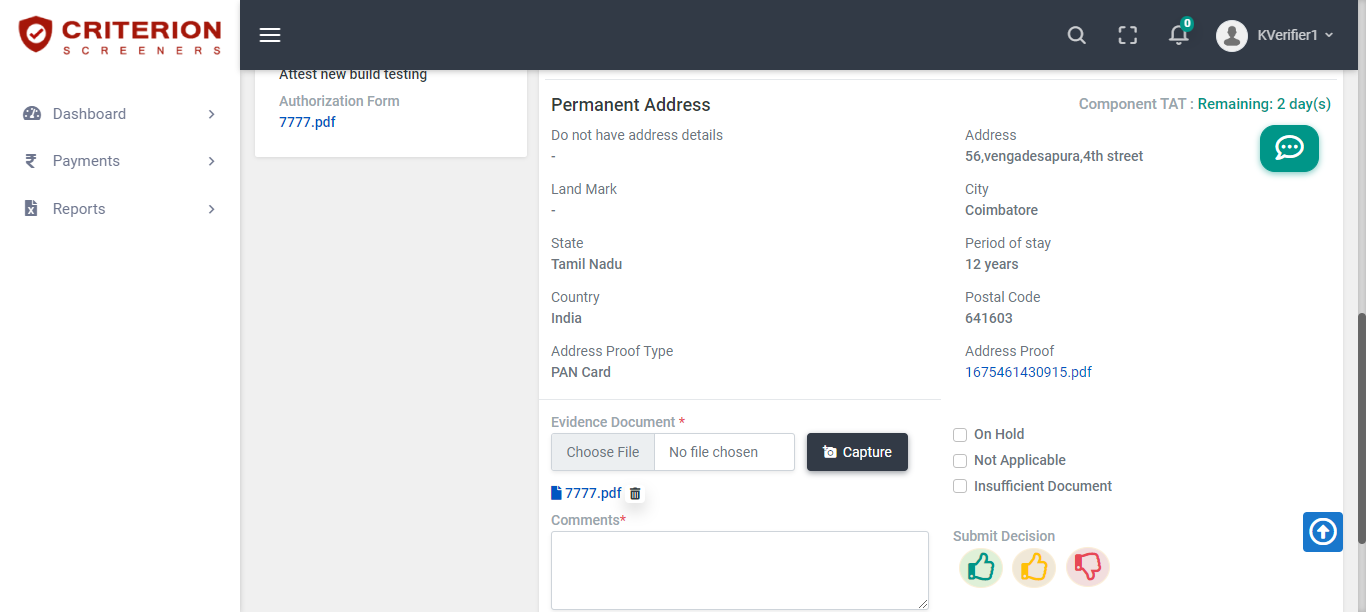 CRITERION
SCREENERS
0
KVerifier1
Dashboard
Payments
Reports
Attest new build testing
Authorization Form
7777.pdf
Permanent Address
Component TAT : Remaining: 2 day(s)
Do not have address details
-
Address
56,vengadesapura,4th street
Land Mark
-
City
Coimbatore
State
Tamil Nadu
Period of stay
12 years
Country
India
Postal Code
641603
Address Proof Type
PAN Card
Address Proof
1675461430915.pdf
Evidence Document *
Choose File No file chosen
Capture
7777.pdf
Comments*
On Hold
Not Applicable
Insufficient Document
Submit Decision